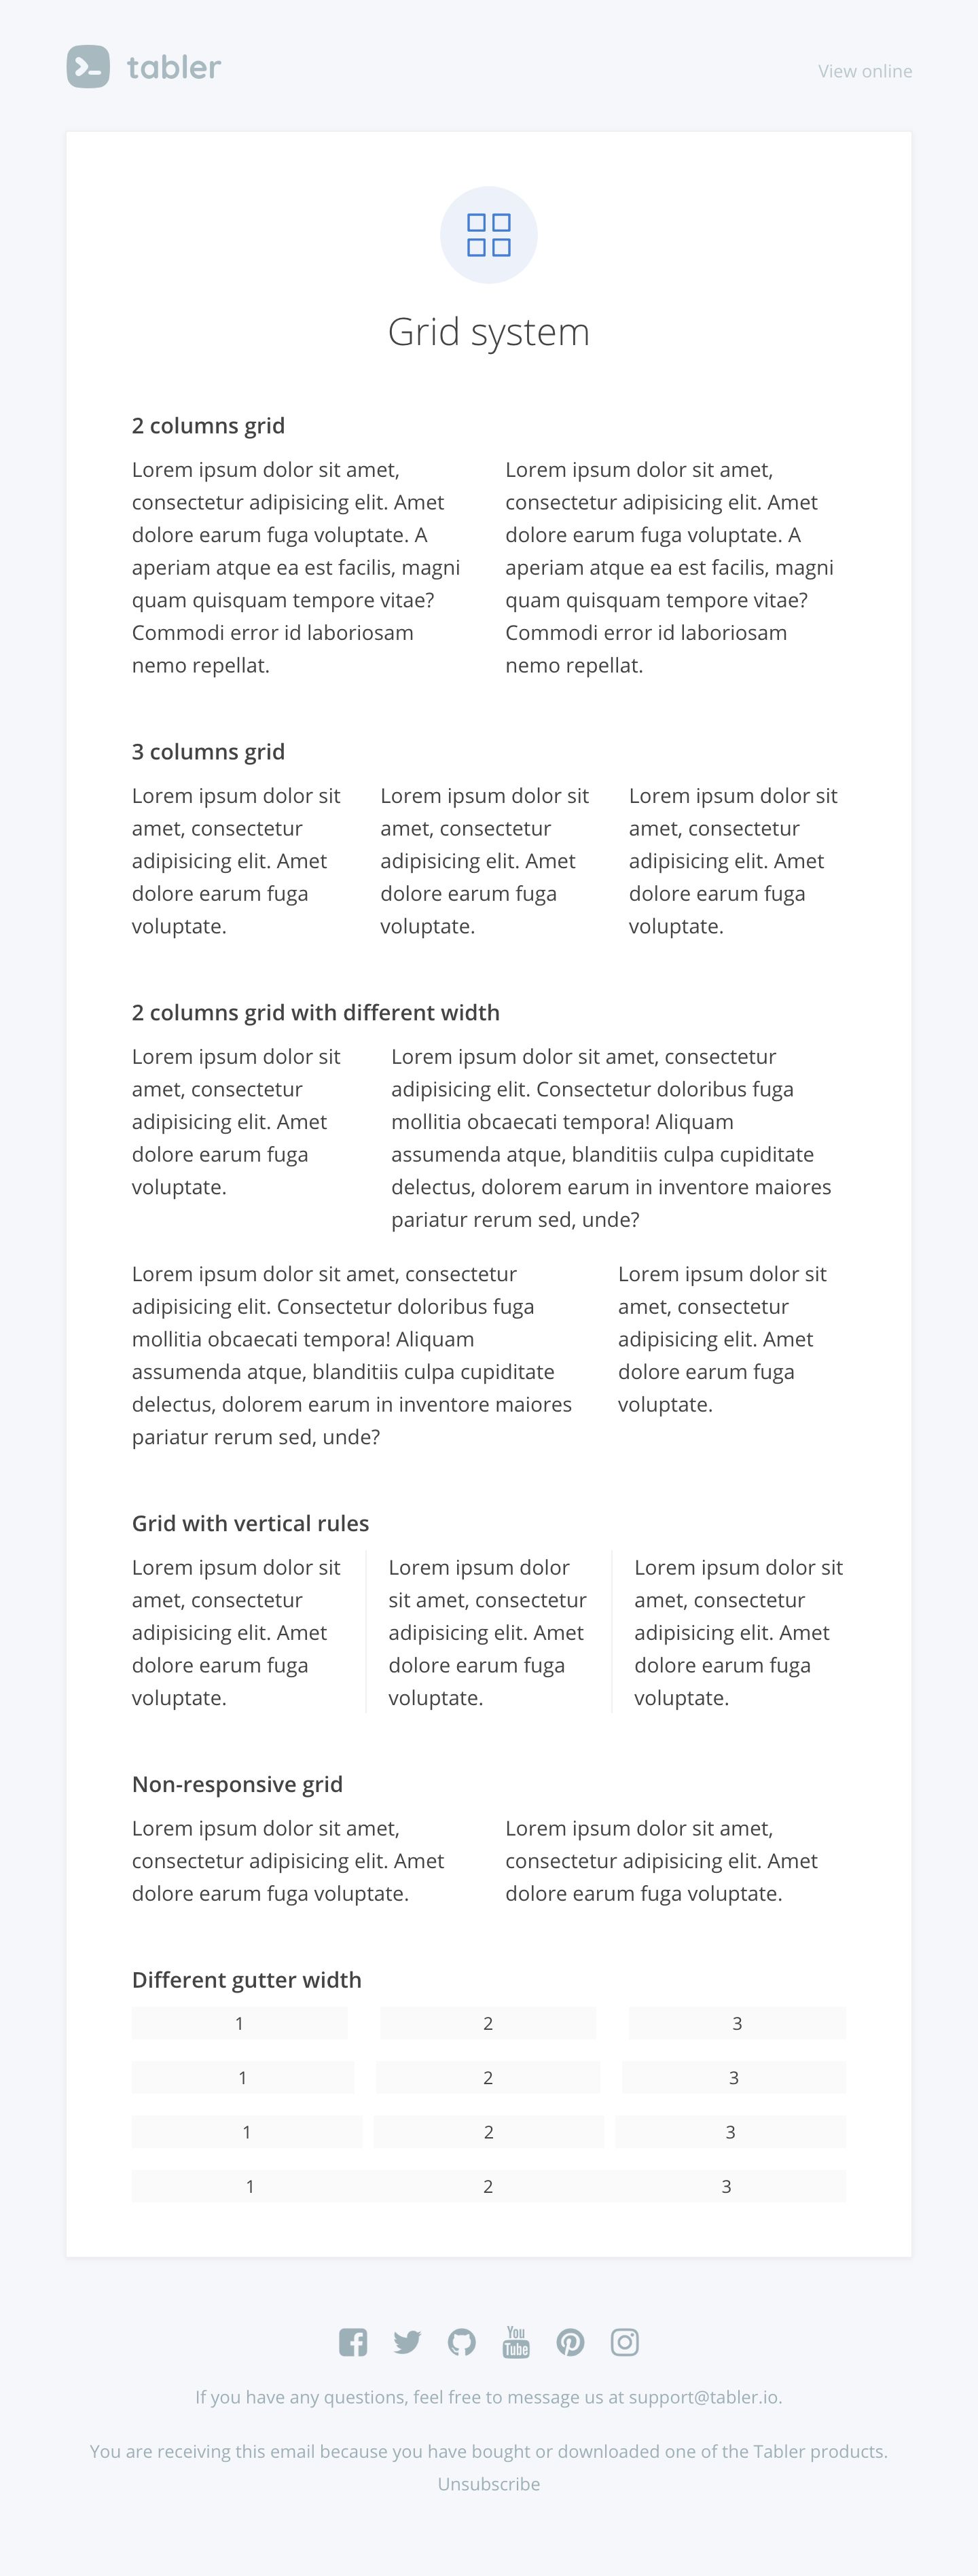 tabler
View online
Grid system
2 columns grid
Lorem ipsum dolor sit amet,
consectetur adipisicing elit. Amet
dolore earum fuga voluptate. A
aperiam atque ea est facilis, magni
quam quisquam tempore vitae?
Commodi error id laboriosam
nemo repellat.
Lorem ipsum dolor sit amet,
consectetur adipisicing elit. Amet
dolore earum fuga voluptate. A
aperiam atque ea est facilis, magni
quam quisquam tempore vitae?
Commodi error id laboriosam
nemo repellat.
3 columns grid
Lorem ipsum dolor sit
amet, consectetur
adipisicing elit. Amet
dolore earum fuga
voluptate.
Lorem ipsum dolor sit
amet, consectetur
adipisicing elit. Amet
dolore earum fuga
voluptate.
Lorem ipsum dolor sit
amet, consectetur
adipisicing elit. Amet
dolore earum fuga
voluptate.
2 columns grid with different width
Lorem ipsum dolor sit
amet, consectetur
adipisicing elit. Amet
dolore earum fuga
voluptate.
Lorem ipsum dolor sit amet, consectetur
adipisicing elit. Consectetur doloribus fuga
mollitia obcaecati tempora! Aliquam
assumenda atque, blanditiis culpa cupiditate
delectus, dolorem earum in inventore maiores
pariatur rerum sed, unde?
Lorem ipsum dolor sit amet, consectetur
adipisicing elit. Consectetur doloribus fuga
mollitia obcaecati tempora! Aliquam
assumenda atque, blanditiis culpa cupiditate
delectus, dolorem earum in inventore maiores
pariatur rerum sed, unde?
Lorem ipsum dolor sit
amet, consectetur
adipisicing elit. Amet
dolore earum fuga
voluptate.
Grid with vertical rules
Lorem ipsum dolor sit
amet, consectetur
adipisicing elit. Amet
dolore earum fuga
voluptate.
Lorem ipsum dolor
sit amet, consectetur
adipisicing elit. Amet
dolore earum fuga
voluptate.
Lorem ipsum dolor sit
amet, consectetur
adipisicing elit. Amet
dolore earum fuga
voluptate.
Non-responsive grid
Lorem ipsum dolor sit amet,
consectetur adipisicing elit. Amet
dolore earum fuga voluptate.
Lorem ipsum dolor sit amet,
consectetur adipisicing elit. Amet
dolore earum fuga voluptate.
Different gutter width
1 2 3
1 2 3
1 2 3
1 2 3
You
Tube
If you have any questions, feel free to message us at support@tabler.io.
You are receiving this email because you have bought or downloaded one of the Tabler products.
Unsubscribe